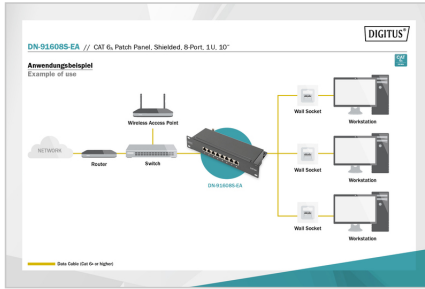 DIGITUS®
DN-91608S-EA // CAT 6A Patch Panel, Shielded, 8-Port, 1U, 10"
CAT
Anwendungsbeispiel
Example of use
Wireless Access Point
Wall Socket
Workstation
NETWORK
Router
Switch
DN-91608S-EA
Wall Socket
Workstation
Wall Socket
Workstation
Data Cable (Cat 6A or higher)